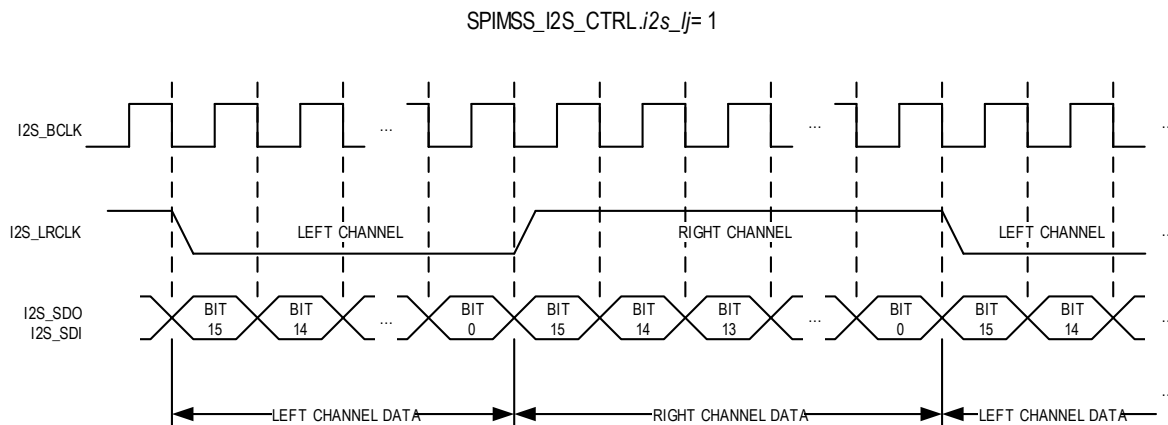 SPIMSS_I2S_CTRL.i2s_lj= 1
I2S_BCLK
... ... ...
I2S_LRCLK
LEFT CHANNEL RIGHT CHANNEL LEFT CHANNEL ...
I2S_SDO
I2S_SDI
BIT BIT ... BIT BIT BIT BIT ... BIT BIT BIT ...
15 14 0 15 14 13 0 15 14
...
LEFT CHANNEL DATA RIGHT CHANNEL DATA LEFT CHANNEL DATA